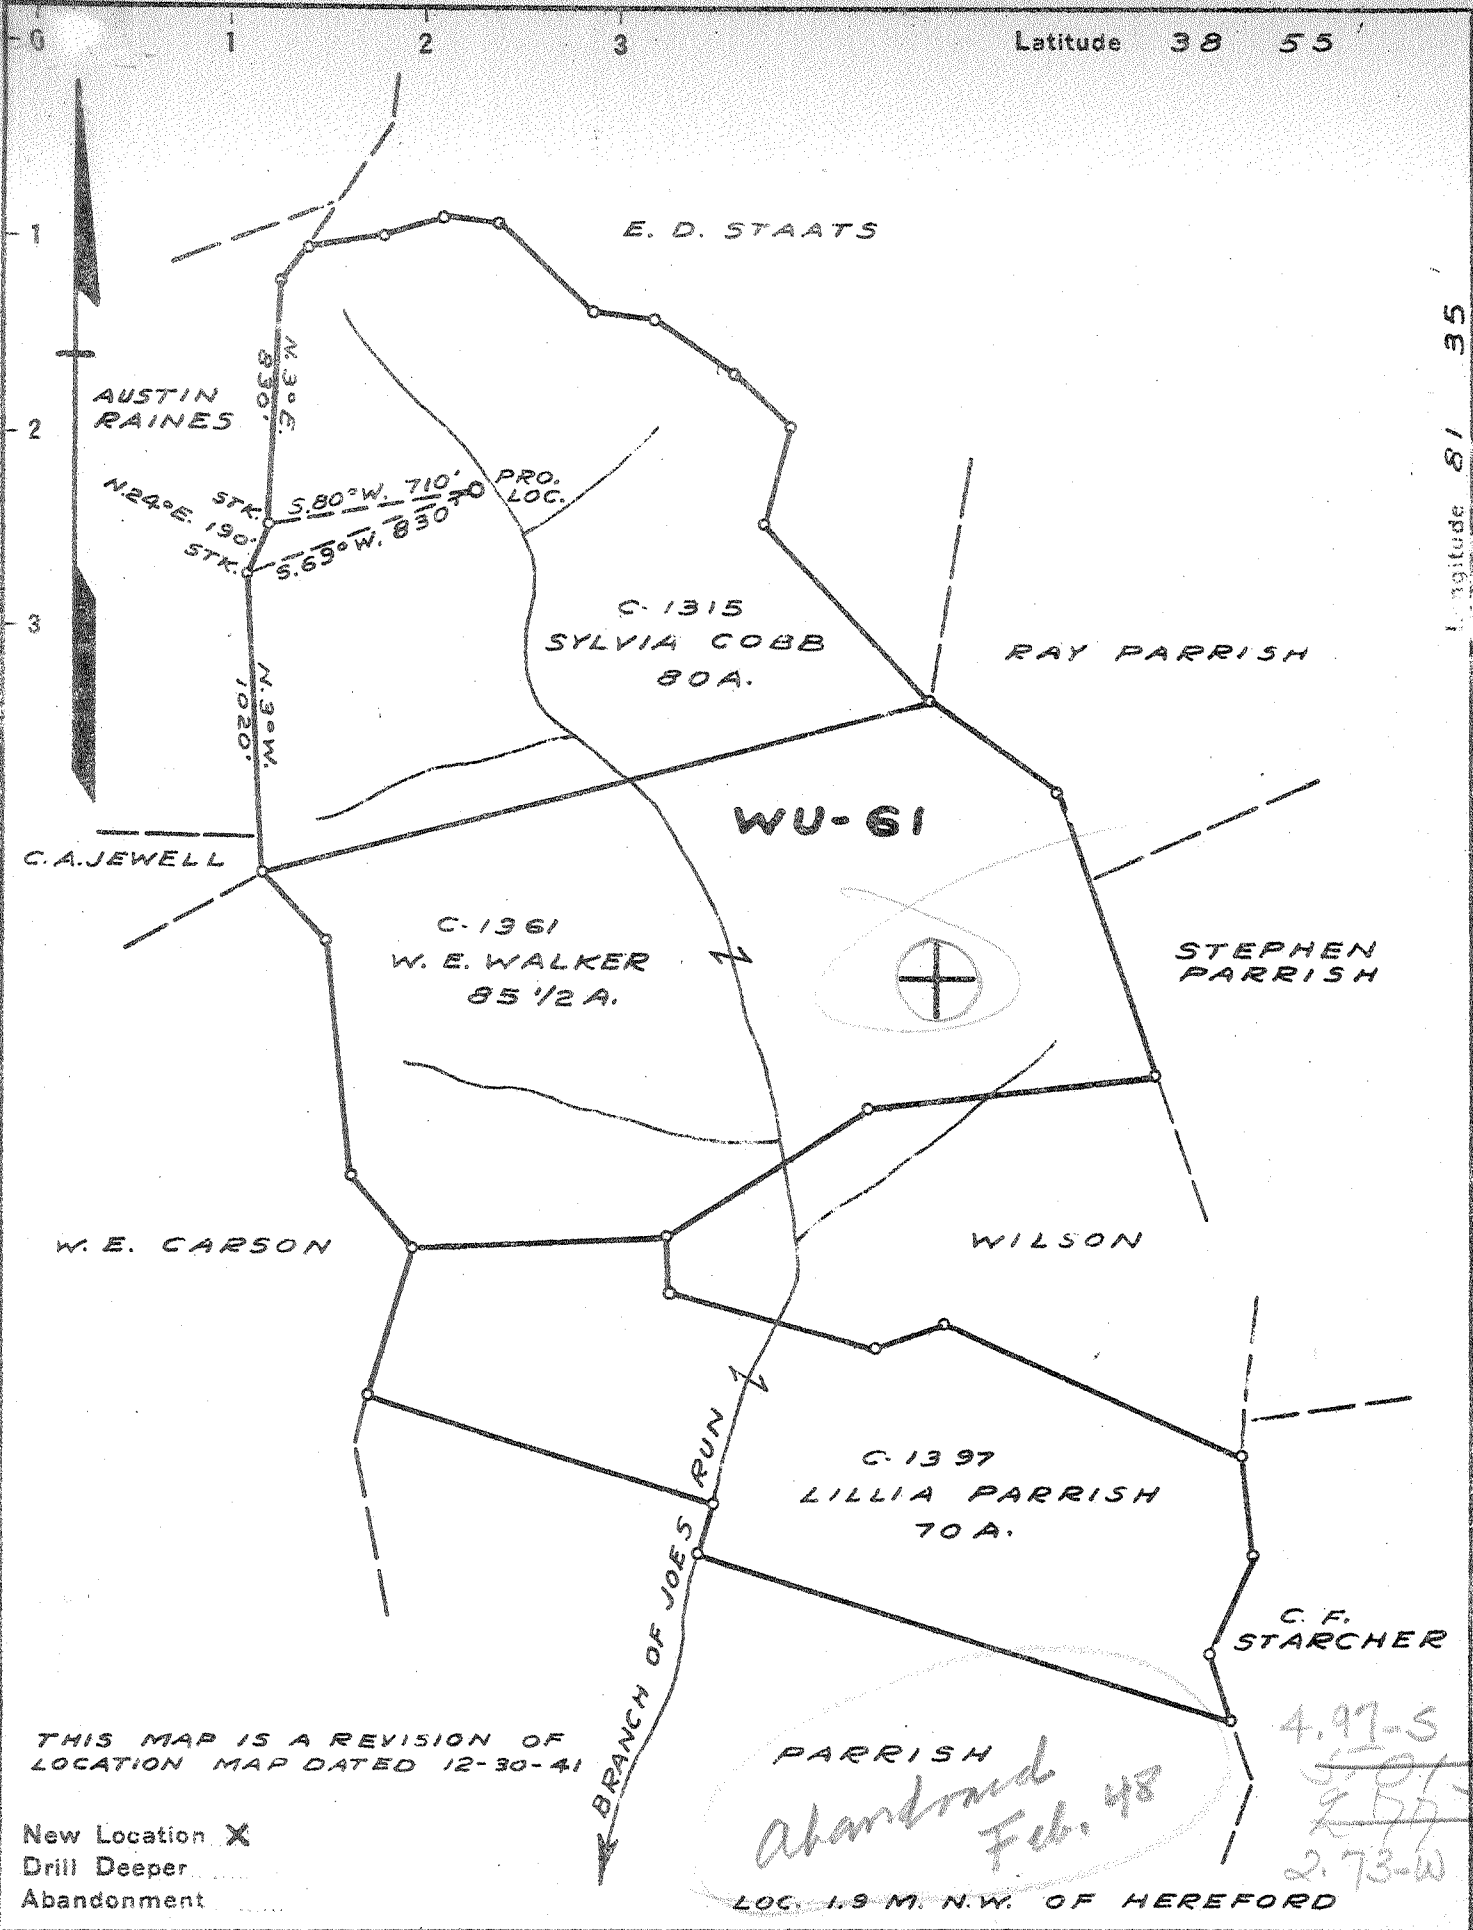 0 1 2 3 Latitude 38 55
1
E. D. STAATS
Longitude 81 35
N. 3° E.
830'
AUSTIN
RAINES
2
PRO.
LOC.
S. 80° W. 710'
STK.
N. 24° E. 190'
S. 69° W. 830'
STK.
3
C-1315
SYLVIA COBB
80 A.
RAY PARRISH
N. 3° W.
1020'
WU-61
C. A. JEWELL
C-1361
W. E. WALKER
85 1/2 A.
STEPHEN
PARRISH
W. E. CARSON
WILSON
C-1397
LILLIA PARRISH
70 A.
BRANCH OF JOES RUN
C. F.
STARCHER
4.97-S
2.73-W
THIS MAP IS A REVISION OF
LOCATION MAP DATED 12-30-41
PARRISH
Abandoned
Feb. 48
New Location X
Drill Deeper
Abandonment
LOC. 1.9 M. N.W. OF HEREFORD